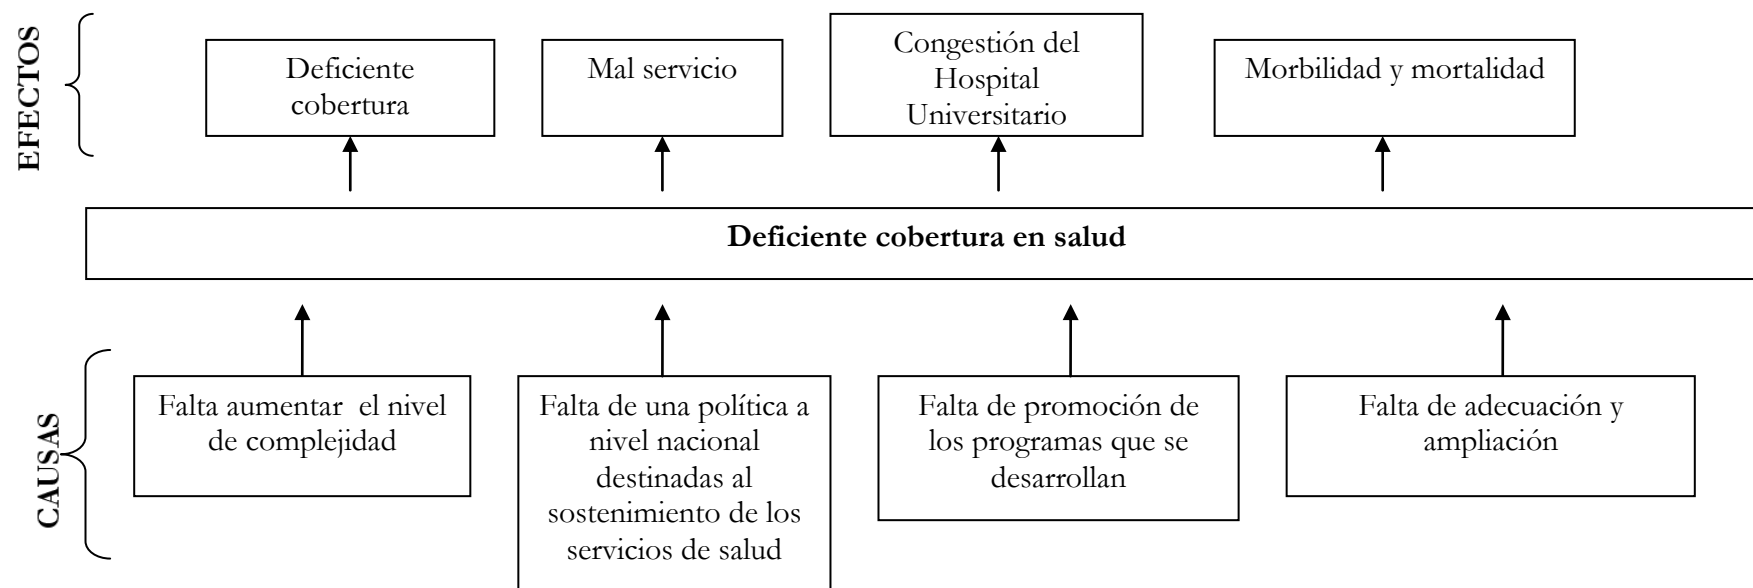 EFECTOS
Deficiente
cobertura
Mal servicio
Congestión del
Hospital
Universitario
Morbilidad y mortalidad
Deficiente cobertura en salud
CAUSAS
Falta aumentar  el nivel
de complejidad
Falta de una política a
nivel nacional
destinadas al
sostenimiento de los
servicios de salud
Falta de promoción de
los programas que se
desarrollan
Falta de adecuación y
ampliación